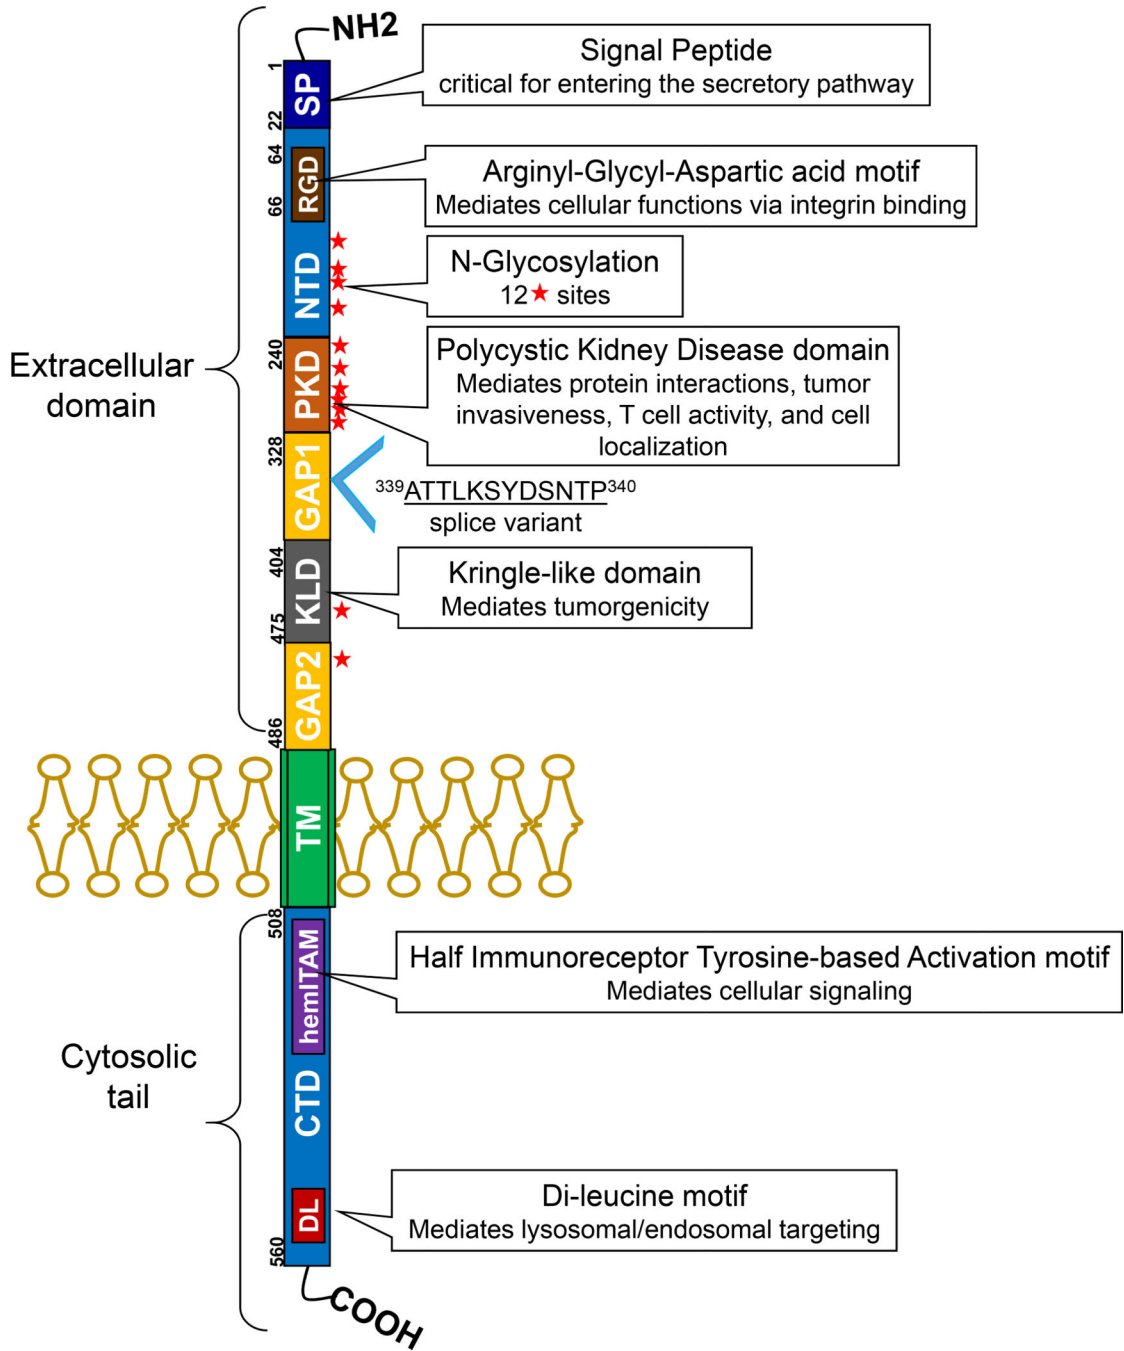 NH2
1
SP
22
Signal Peptide
critical for entering the secretory pathway
64
RGD
66
Arginyl-Glycyl-Aspartic acid motif
Mediates cellular functions via integrin binding
NTD
N-Glycosylation
12★ sites
Extracellular
domain
240
PKD
Polycystic Kidney Disease domain
Mediates protein interactions, tumor
invasiveness, T cell activity, and cell
localization
328
GAP1
³³⁹ATTLKSYDSNTP³⁴⁰
splice variant
404
KLD
475
Kringle-like domain
Mediates tumorgenicity
GAP2
486
TM
508
hemITAM
Half Immunoreceptor Tyrosine-based Activation motif
Mediates cellular signaling
Cytosolic
tail
CTD
DL
Di-leucine motif
Mediates lysosomal/endosomal targeting
560
COOH